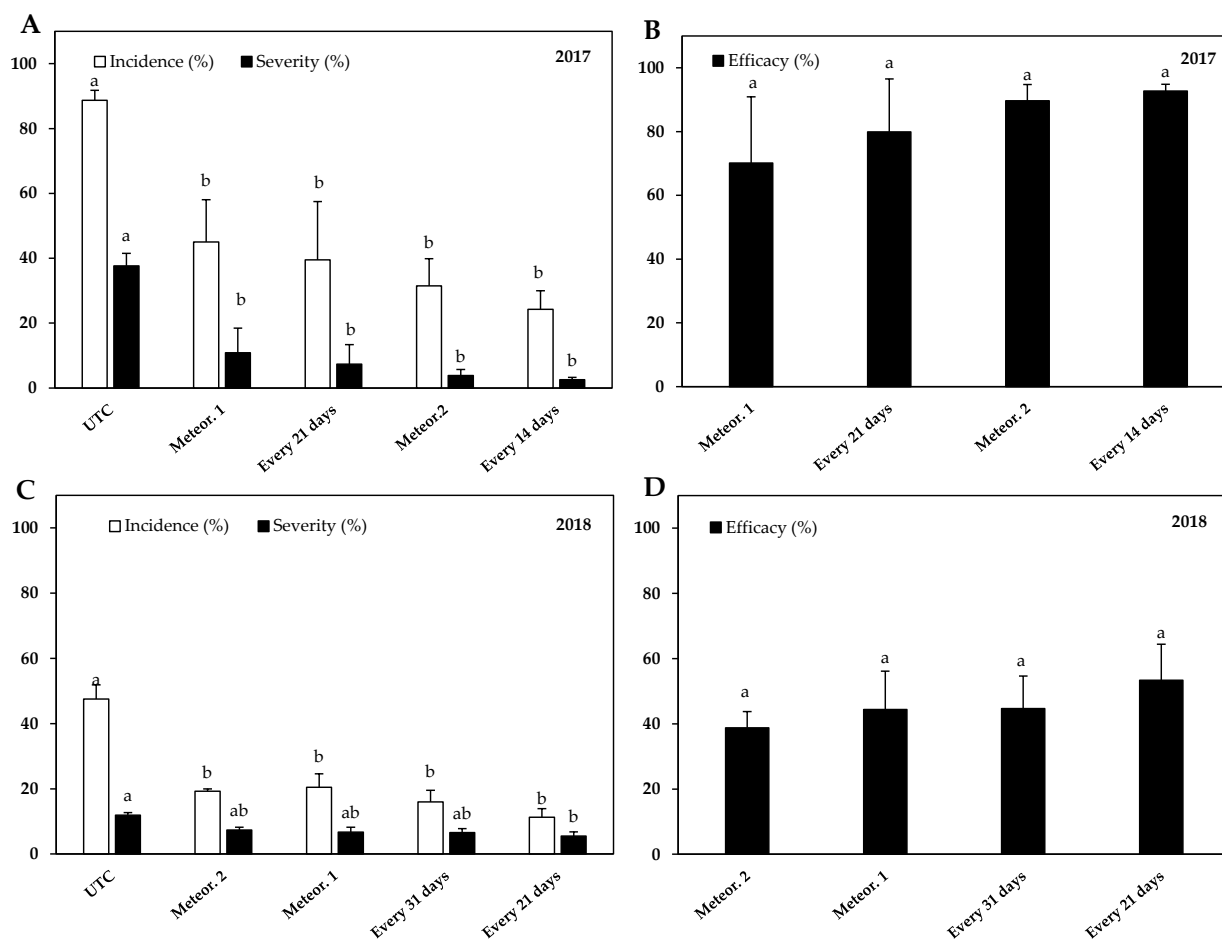 A
Incidence (%) Severity (%) 2017
100
80
60
40
20
0
a
a
b
b
b
b
b
b
b
b
UTC
Meteor. 1
Every 21 days
Meteor.2
Every 14 days
B
Efficacy (%) 2017
100
80
60
40
20
0
a
a
a
a
Meteor. 1
Every 21 days
Meteor. 2
Every 14 days
C
Incidence (%) Severity (%) 2018
100
80
60
40
20
0
a
a
b
ab
b
ab
b
ab
b
b
UTC
Meteor. 2
Meteor. 1
Every 31 days
Every 21 days
D
Efficacy (%) 2018
100
80
60
40
20
0
a
a
a
a
Meteor. 2
Meteor. 1
Every 31 days
Every 21 days